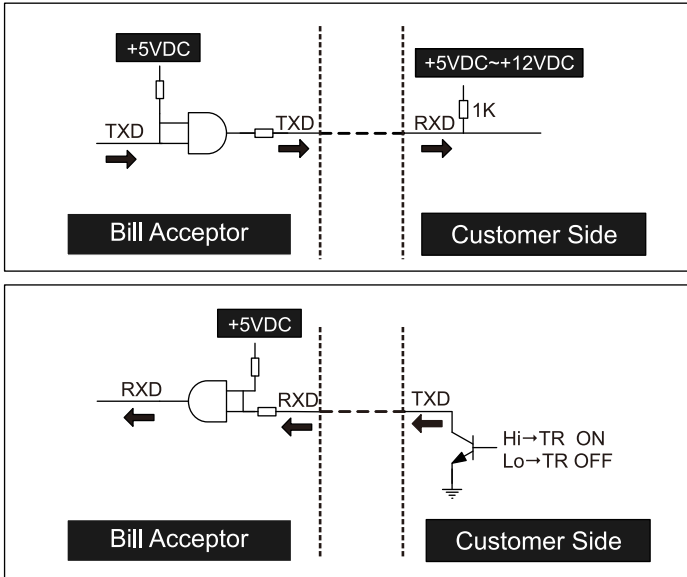 +5VDC
+5VDC~+12VDC
1K
TXD
TXD
RXD
Bill Acceptor
Customer Side
+5VDC
RXD
RXD
TXD
Hi→TR ON
Lo→TR OFF
Bill Acceptor
Customer Side